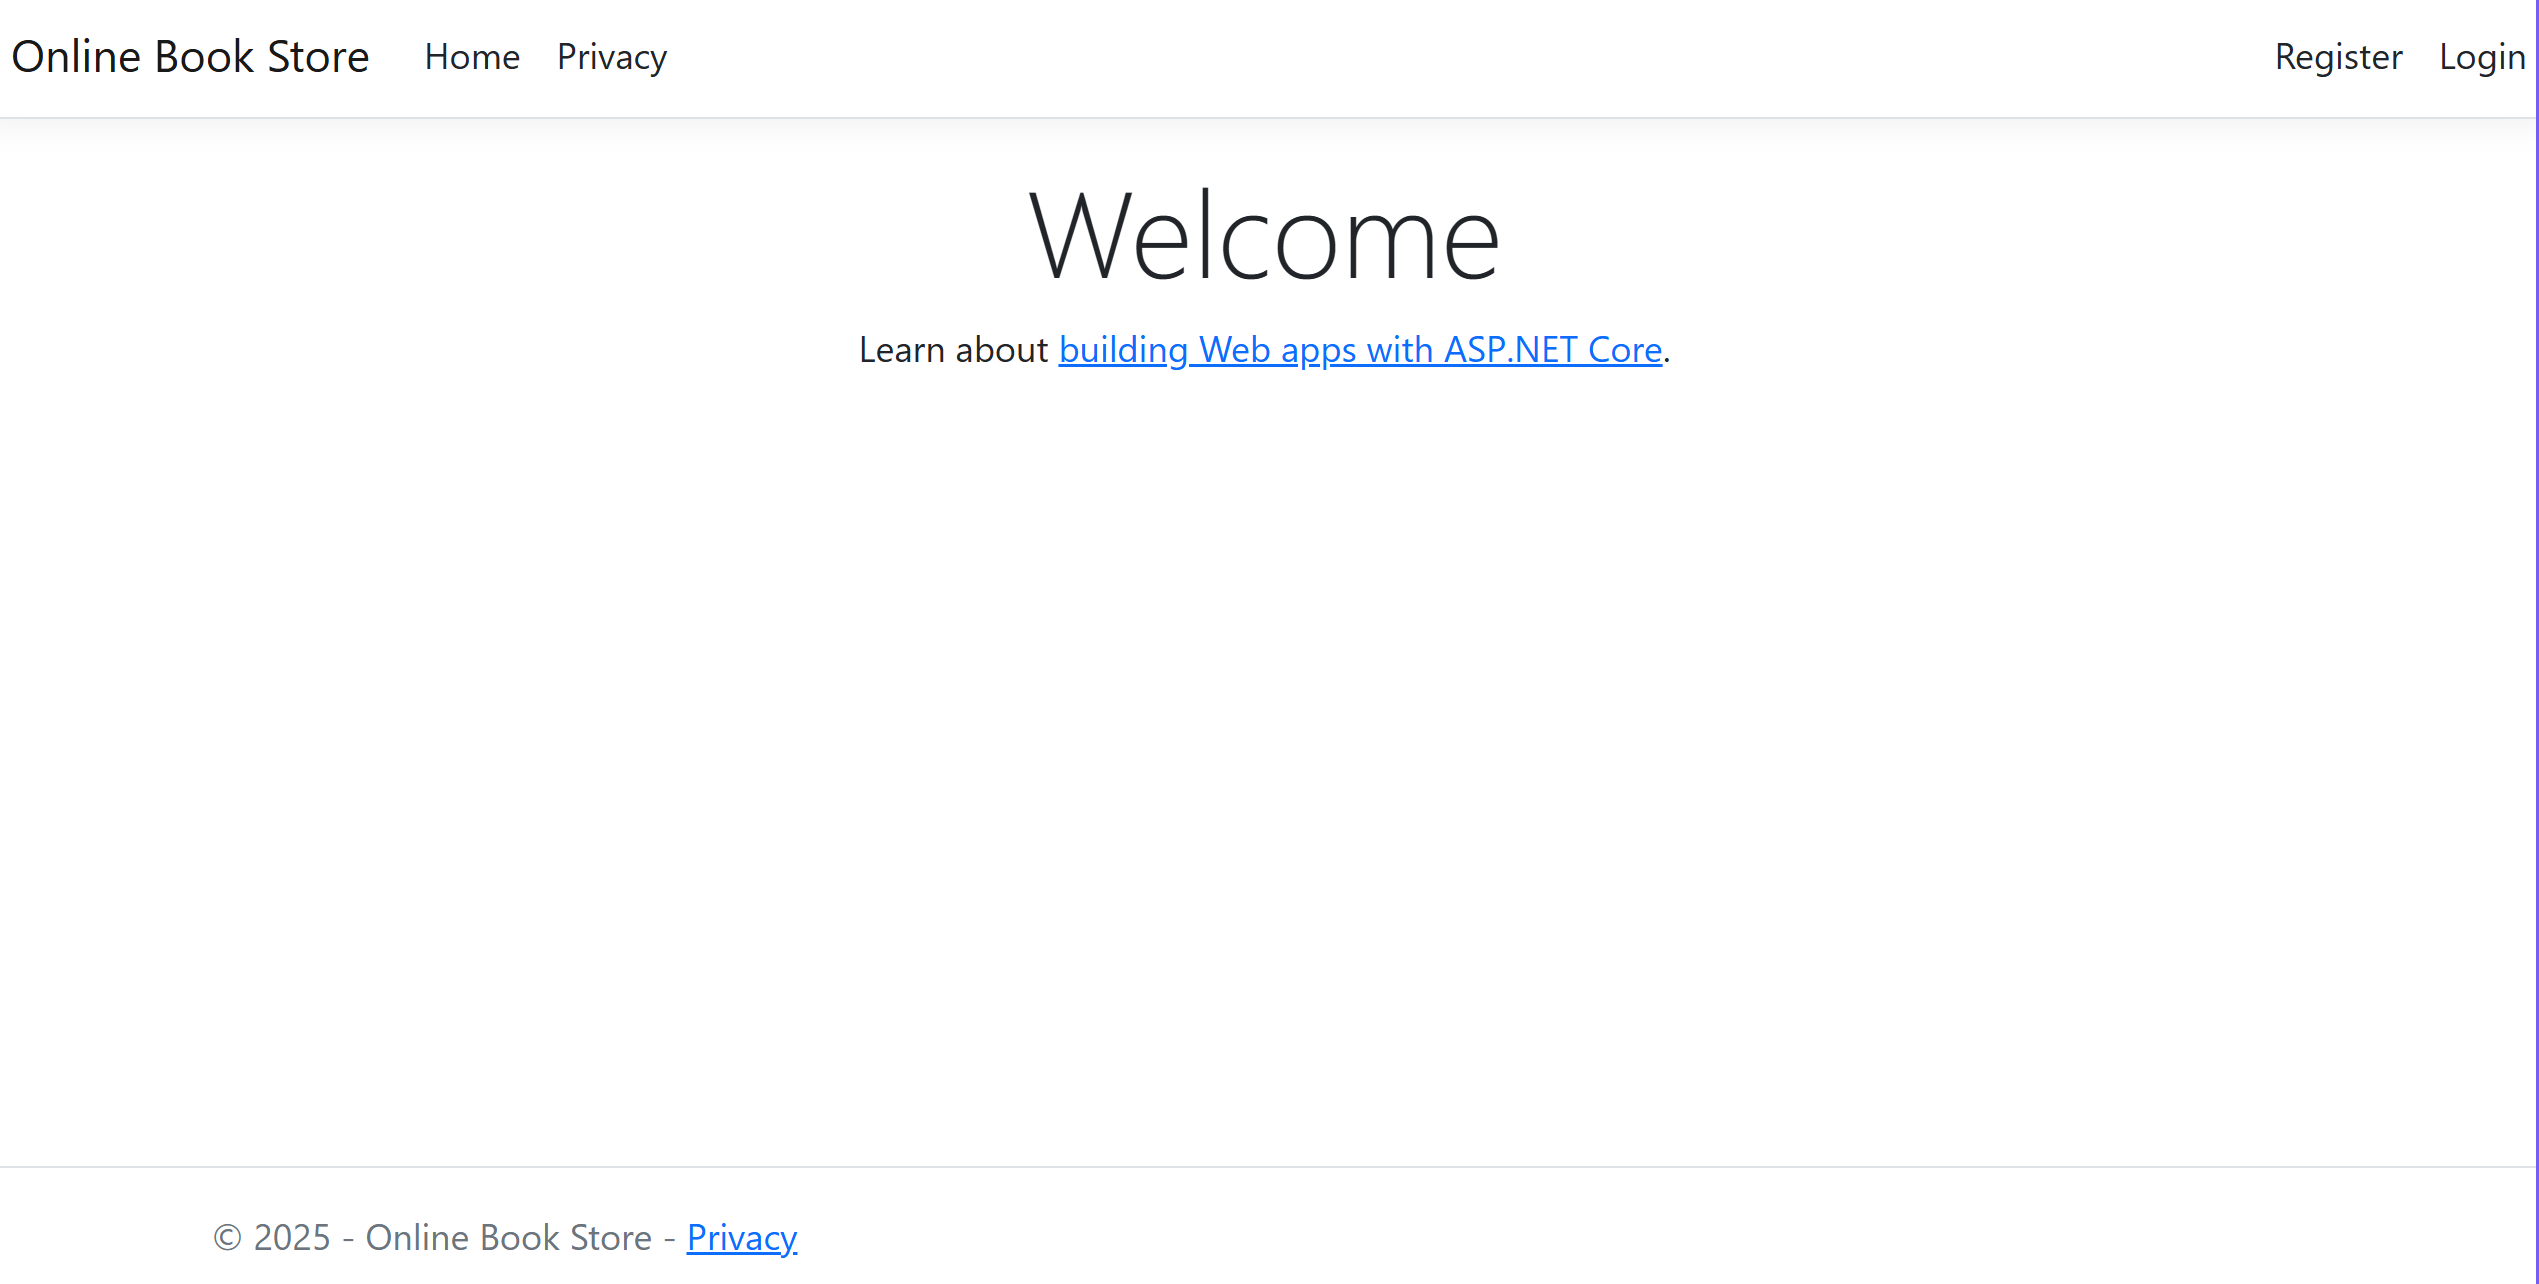 Online Book Store Home Privacy Register Login
Welcome
Learn about building Web apps with ASP.NET Core.
© 2025 - Online Book Store - Privacy